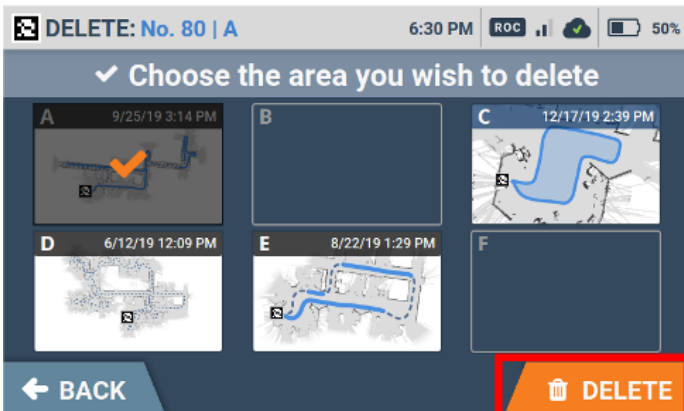 DELETE: No. 80 | A 6:30 PM ROC 50%
Choose the area you wish to delete
A 9/25/19 3:14 PM
B
C 12/17/19 2:39 PM
D 6/12/19 12:09 PM
E 8/22/19 1:29 PM
F
BACK
DELETE